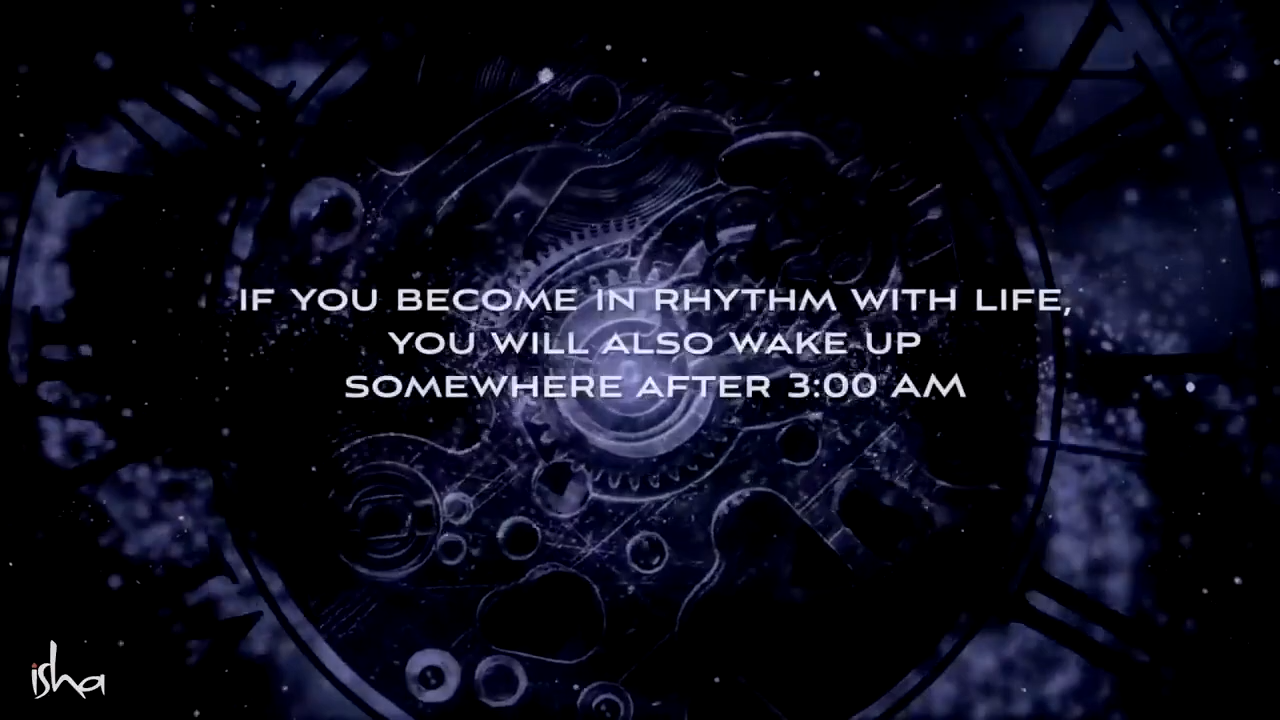 IF YOU BECOME IN RHYTHM WITH LIFE,
YOU WILL ALSO WAKE UP
SOMEWHERE AFTER 3:00 AM
isha